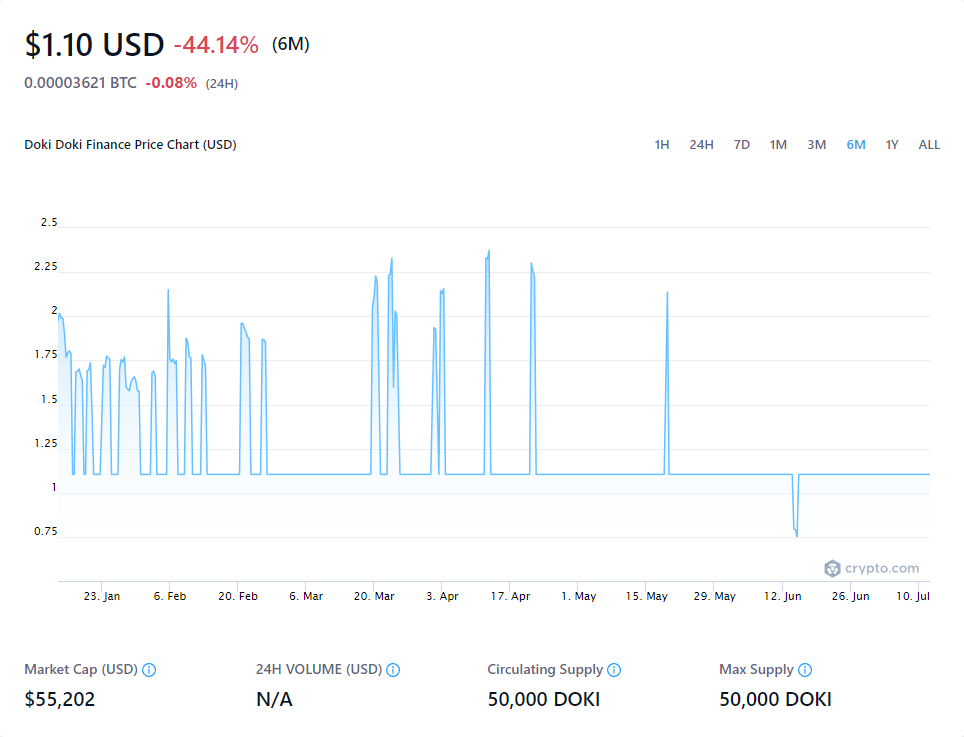 $1.10 USD -44.14% (6M)
0.00003621 BTC -0.08% (24H)
Doki Doki Finance Price Chart (USD)
1H 24H 7D 1M 3M 6M 1Y ALL
2.5
2.25
2
1.75
1.5
1.25
1
0.75
crypto.com
23. Jan 6. Feb 20. Feb 6. Mar 20. Mar 3. Apr 17. Apr 1. May 15. May 29. May 12. Jun 26. Jun 10. Jul
Market Cap (USD) 24H VOLUME (USD) Circulating Supply Max Supply
$55,202 N/A 50,000 DOKI 50,000 DOKI